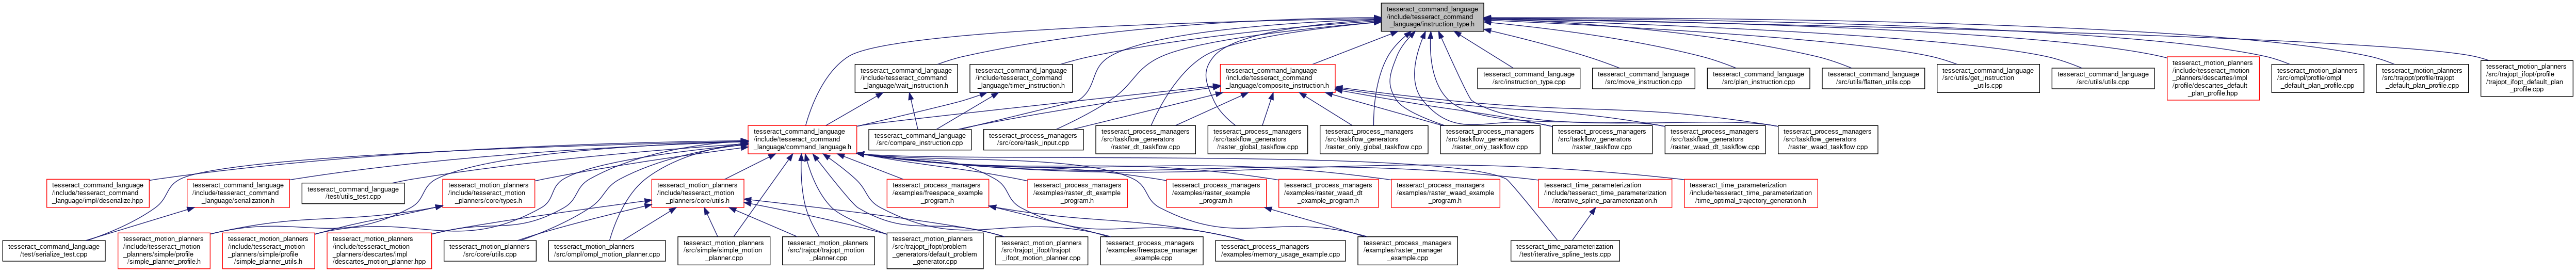 tesseract_command_language
/include/tesseract_command
_language/instruction_type.h
tesseract_command_language
/include/tesseract_command
_language/wait_instruction.h
tesseract_command_language
/include/tesseract_command
_language/timer_instruction.h
tesseract_command_language
/include/tesseract_command
_language/composite_instruction.h
tesseract_command_language
/src/instruction_type.cpp
tesseract_command_language
/src/move_instruction.cpp
tesseract_command_language
/src/plan_instruction.cpp
tesseract_command_language
/src/utils/flatten_utils.cpp
tesseract_command_language
/src/utils/get_instruction
_utils.cpp
tesseract_command_language
/src/utils/utils.cpp
tesseract_motion_planners
/include/tesseract_motion
_planners/descartes/impl
/profile/descartes_default
_plan_profile.hpp
tesseract_motion_planners
/src/ompl/profile/ompl
_default_plan_profile.cpp
tesseract_motion_planners
/src/trajopt/profile/trajopt
_default_plan_profile.cpp
tesseract_motion_planners
/src/trajopt_ifopt/profile
/trajopt_ifopt_default_plan
_profile.cpp
tesseract_command_language
/include/tesseract_command
_language/command_language.h
tesseract_command_language
/src/compare_instruction.cpp
tesseract_process_managers
/src/core/task_input.cpp
tesseract_process_managers
/src/taskflow_generators
/raster_dt_taskflow.cpp
tesseract_process_managers
/src/taskflow_generators
/raster_global_taskflow.cpp
tesseract_process_managers
/src/taskflow_generators
/raster_only_global_taskflow.cpp
tesseract_process_managers
/src/taskflow_generators
/raster_only_taskflow.cpp
tesseract_process_managers
/src/taskflow_generators
/raster_taskflow.cpp
tesseract_process_managers
/src/taskflow_generators
/raster_waad_dt_taskflow.cpp
tesseract_process_managers
/src/taskflow_generators
/raster_waad_taskflow.cpp
tesseract_command_language
/include/tesseract_command
_language/impl/deserialize.hpp
tesseract_command_language
/include/tesseract_command
_language/serialization.h
tesseract_command_language
/test/utils_test.cpp
tesseract_motion_planners
/include/tesseract_motion
_planners/core/types.h
tesseract_motion_planners
/include/tesseract_motion
_planners/core/utils.h
tesseract_process_managers
/examples/freespace_example
_program.h
tesseract_process_managers
/examples/raster_dt_example
_program.h
tesseract_process_managers
/examples/raster_example
_program.h
tesseract_process_managers
/examples/raster_waad_dt
_example_program.h
tesseract_process_managers
/examples/raster_waad_example
_program.h
tesseract_time_parameterization
/include/tesseract_time_parameterization
/iterative_spline_parameterization.h
tesseract_time_parameterization
/include/tesseract_time_parameterization
/time_optimal_trajectory_generation.h
tesseract_command_language
/test/serialize_test.cpp
tesseract_motion_planners
/include/tesseract_motion
_planners/simple/profile
/simple_planner_profile.h
tesseract_motion_planners
/include/tesseract_motion
_planners/simple/profile
/simple_planner_utils.h
tesseract_motion_planners
/include/tesseract_motion
_planners/descartes/impl
/descartes_motion_planner.hpp
tesseract_motion_planners
/src/core/utils.cpp
tesseract_motion_planners
/src/ompl/ompl_motion_planner.cpp
tesseract_motion_planners
/src/simple/simple_motion
_planner.cpp
tesseract_motion_planners
/src/trajopt/trajopt_motion
_planner.cpp
tesseract_motion_planners
/src/trajopt_ifopt/problem
_generators/default_problem
_generator.cpp
tesseract_motion_planners
/src/trajopt_ifopt/trajopt
_ifopt_motion_planner.cpp
tesseract_process_managers
/examples/freespace_manager
_example.cpp
tesseract_process_managers
/examples/memory_usage_example.cpp
tesseract_process_managers
/examples/raster_manager
_example.cpp
tesseract_time_parameterization
/test/iterative_spline_tests.cpp